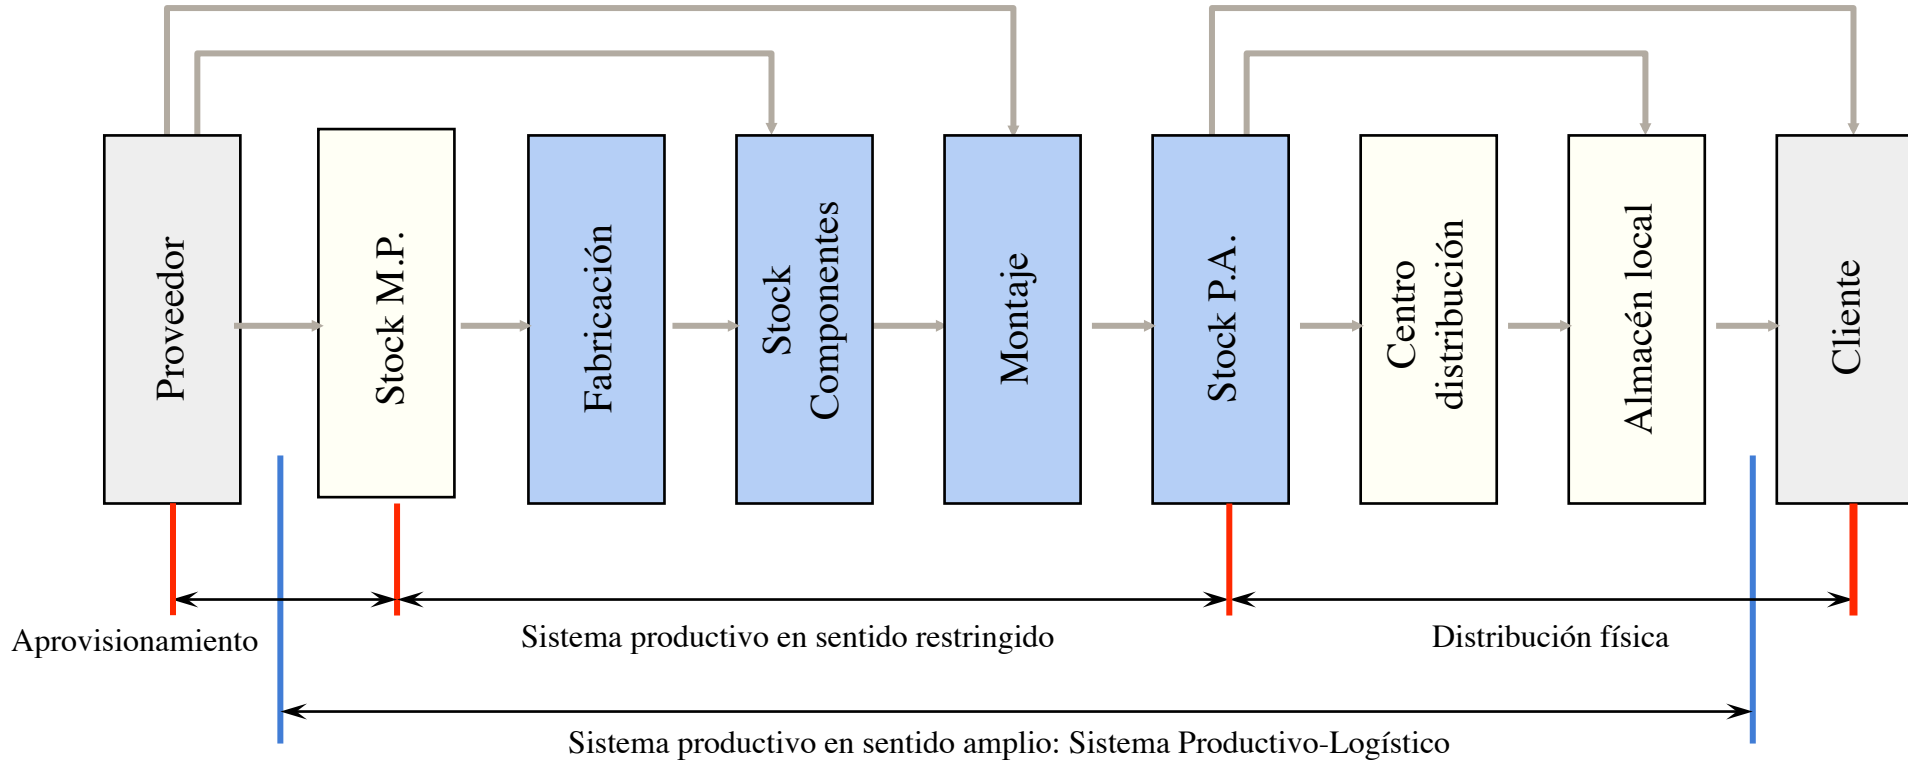 Proveedor
Stock M.P.
Fabricación
Stock
Componentes
Montaje
Stock P.A.
Centro
distribución
Almacén local
Cliente
Aprovisionamiento
Sistema productivo en sentido restringido
Distribución física
Sistema productivo en sentido amplio: Sistema Productivo-Logístico